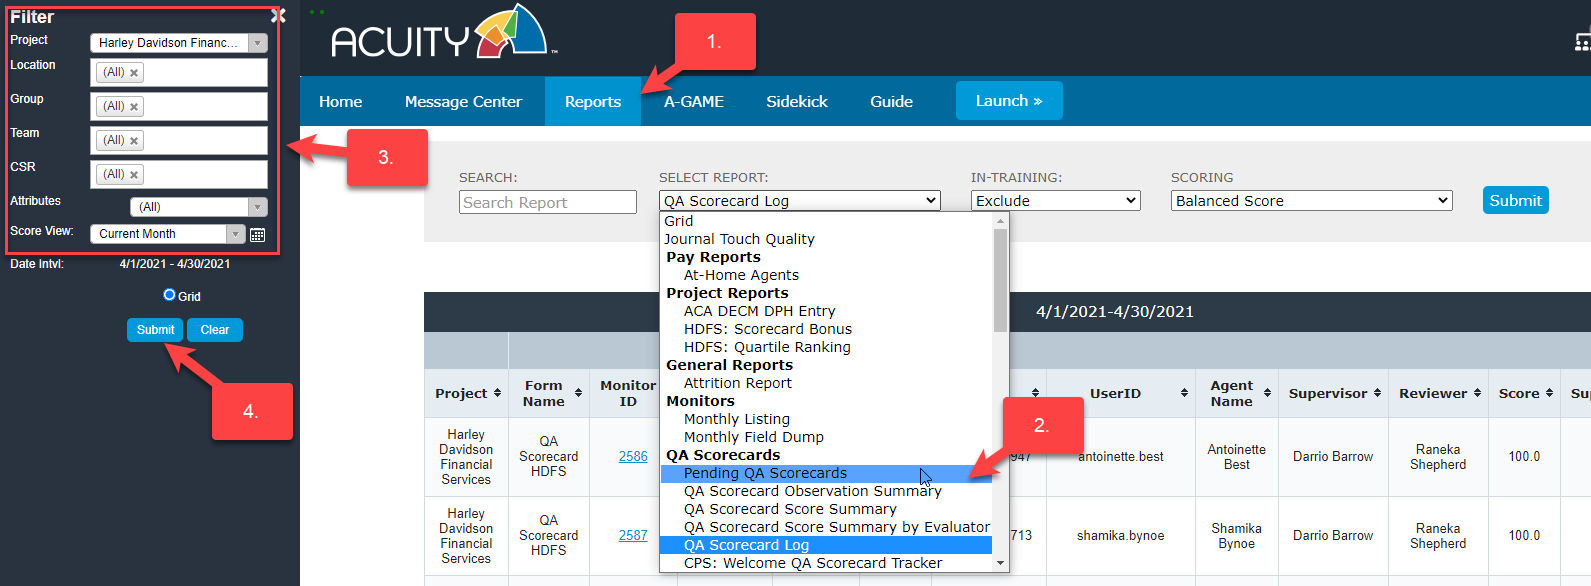 Filter
Project
Harley Davidson Financ...
Location
(All)
Group
(All)
Team
(All)
CSR
(All)
Attributes
(All)
Score View:
Current Month
Date Intvl:
4/1/2021 - 4/30/2021
Grid
Submit
Clear
3.
4.
ACUITY™
1.
Home
Message Center
Reports
A-GAME
Sidekick
Guide
Launch »
SEARCH:
SELECT REPORT:
IN-TRAINING:
SCORING
Search Report
QA Scorecard Log
Exclude
Balanced Score
Submit
Grid
Journal Touch Quality
Pay Reports
At-Home Agents
Project Reports
ACA DECM DPH Entry
HDFS: Scorecard Bonus
HDFS: Quartile Ranking
General Reports
Attrition Report
Monitors
Monthly Listing
Monthly Field Dump
QA Scorecards
Pending QA Scorecards
QA Scorecard Observation Summary
QA Scorecard Score Summary
QA Scorecard Score Summary by Evaluator
QA Scorecard Log
CPS: Welcome QA Scorecard Tracker
2.
4/1/2021-4/30/2021
Project
Form
Name
Monitor
ID
UserID
Agent
Name
Supervisor
Reviewer
Score
Su
Harley
Davidson
Financial
Services
QA
Scorecard
HDFS
2586
947
antoinette.best
Antoinette
Best
Darrio Barrow
Raneka
Shepherd
100.0
Harley
Davidson
Financial
Services
QA
Scorecard
HDFS
2587
713
shamika.bynoe
Shamika
Bynoe
Darrio Barrow
Raneka
Shepherd
100.0